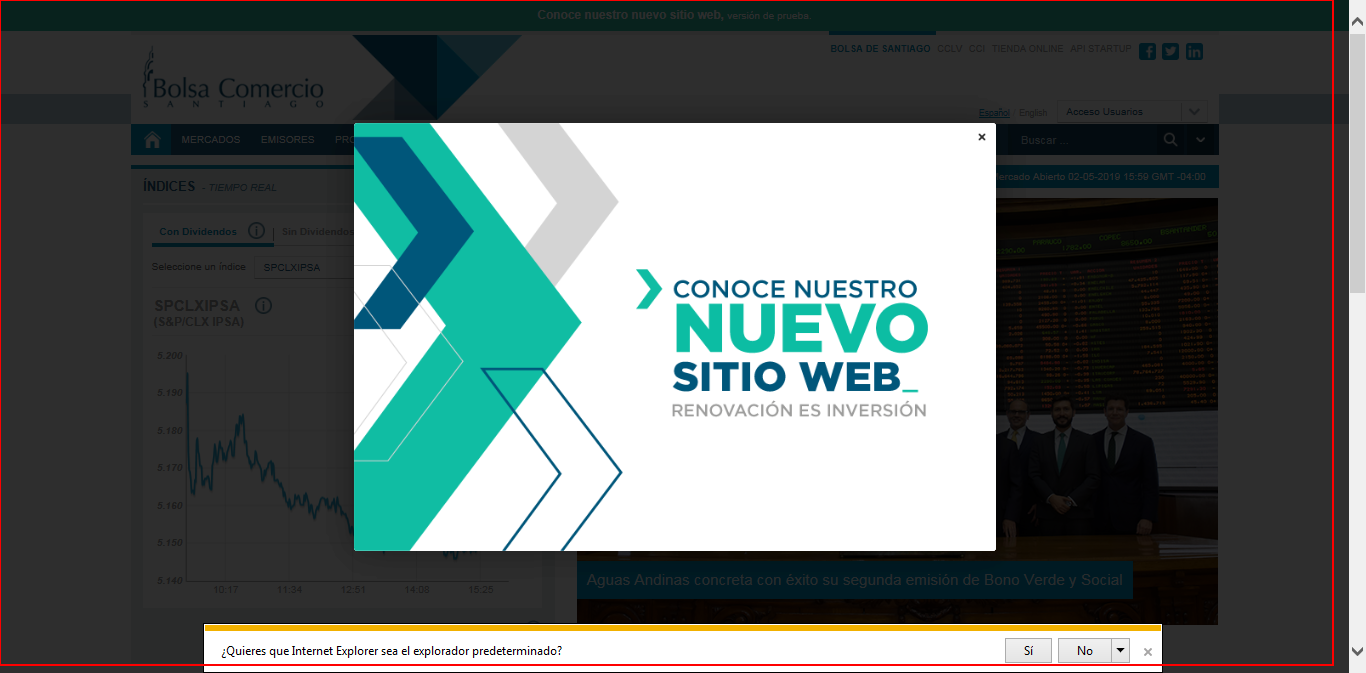 Conoce nuestro nuevo sitio web, versión de prueba.
BOLSA DE SANTIAGO CCLV CCI TIENDA ONLINE API STARTUP
Bolsa Comercio
SANTIAGO
Español / English Acceso Usuarios
MERCADOS EMISORES PRO
Buscar ...
ÍNDICES - TIEMPO REAL
Mercado Abierto 02-05-2019 15:59 GMT -04:00
Con Dividendos Sin Dividendos
Seleccione un índice SPCLXIPSA
SPCLXIPSA
(S&P/CLX IPSA)
5.200
5.190
5.180
5.170
5.160
5.150
5.140
10:17 11:34 12:51 14:08 15:25
×
CONOCE NUESTRO
NUEVO
SITIO WEB_
RENOVACIÓN ES INVERSIÓN
Aguas Andinas concreta con éxito su segunda emisión de Bono Verde y Social
¿Quieres que Internet Explorer sea el explorador predeterminado? Sí No ×